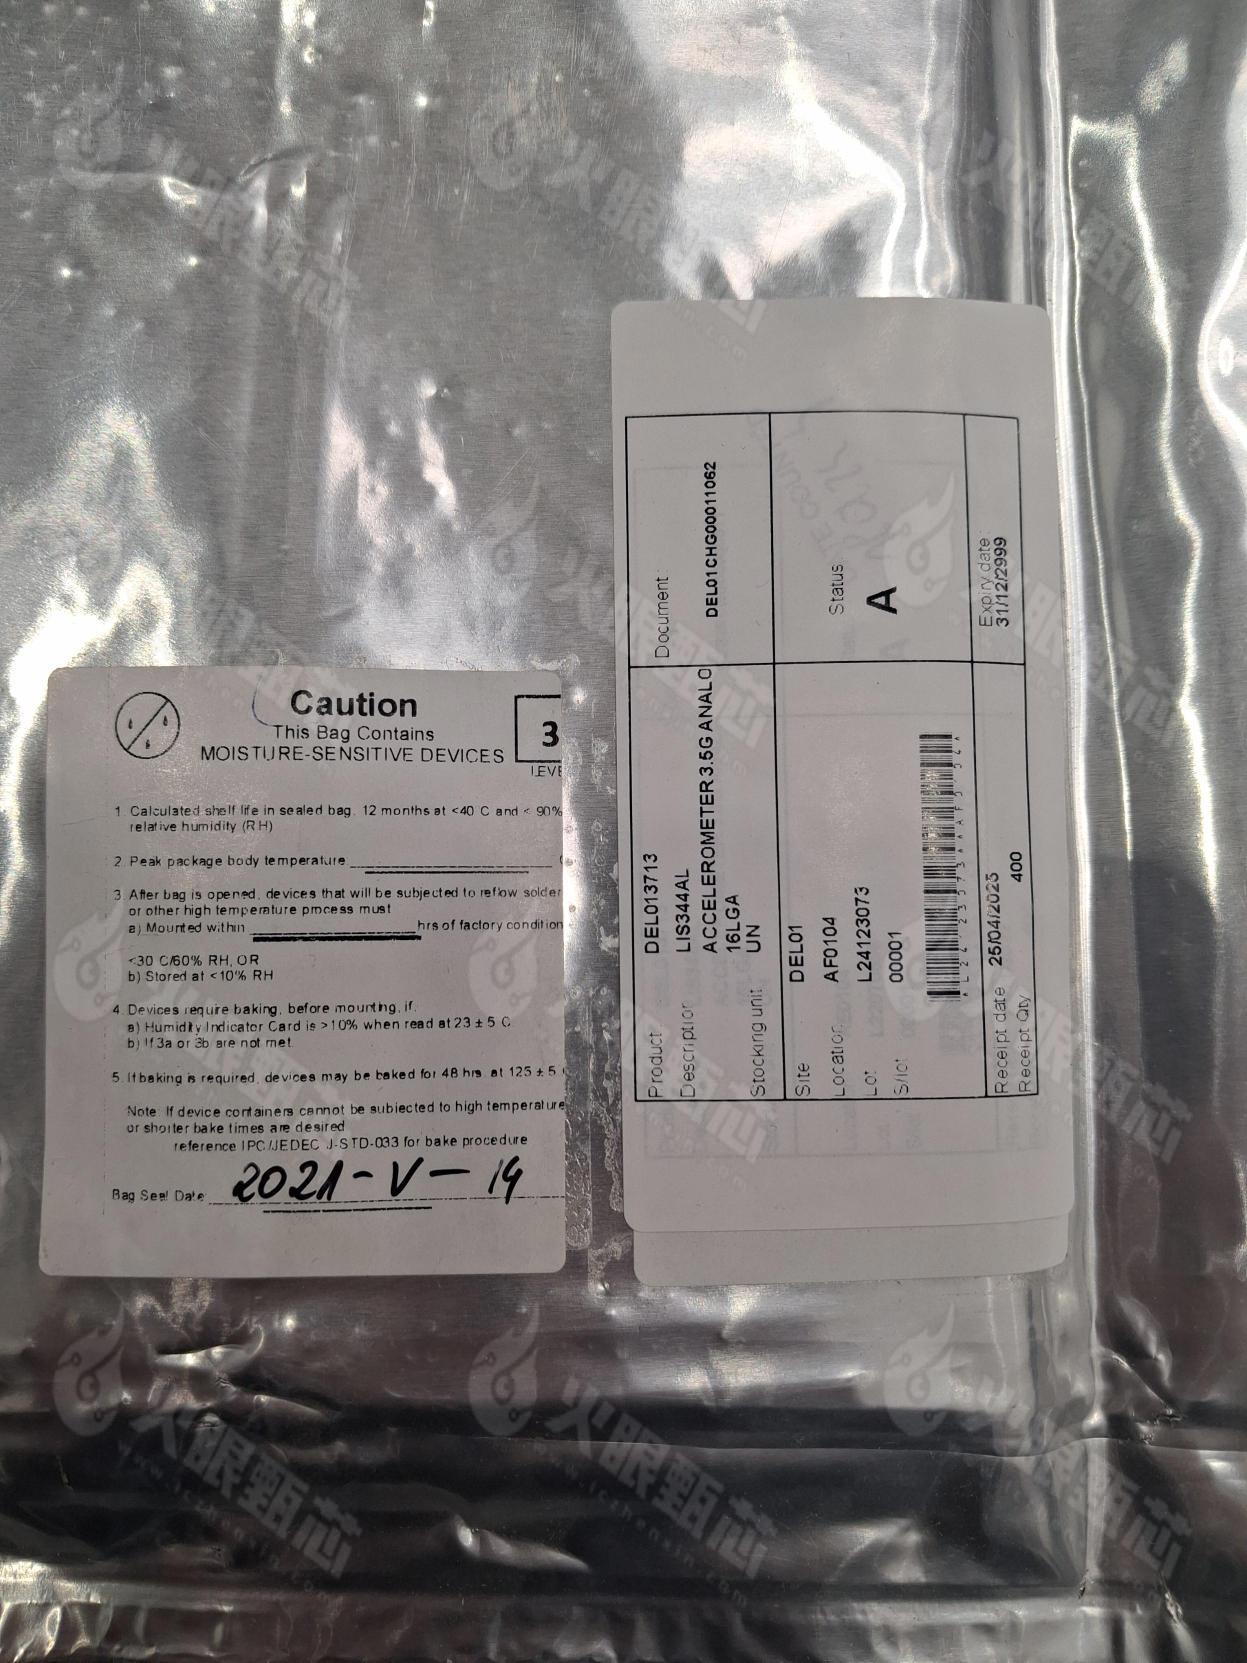 Caution
This Bag Contains
MOISTURE-SENSITIVE DEVICES
3
LEVE
1. Calculated shelf life in sealed bag. 12 months at <40 C and < 90%
relative humidity (RH)
2. Peak package body temperature
3. After bag is opened, devices that will be subjected to reflow solder
or other high temperature process must
a) Mounted within hrs of factory condition
<30 C/60% RH, OR
b) Stored at <10% RH
4. Devices require baking, before mounting, if:
a) Humidity Indicator Card is >10% when read at 23 ± 5 C
b) If 3a or 3b are not met
5. If baking is required, devices may be baked for 48 hrs. at 125 ± 5
Note: If device containers cannot be subjected to high temperature
or shorter bake times are desired
reference IPC/JEDEC J-STD-033 for bake procedure
Bag Seal Date 2021-V-14
Product DEL013713
Document:
DEL01CHG00011062
Description LIS344AL
ACCELEROMETER3.5G ANALO
16LGA
Stocking unit: UN
Site DEL01
Location AF0104
Lot L24123073
S/lot 00001
Status
A
Receipt date 25/04/2025
Receipt Qty 400
Expiry date:
31/12/2999
火眼甄芯